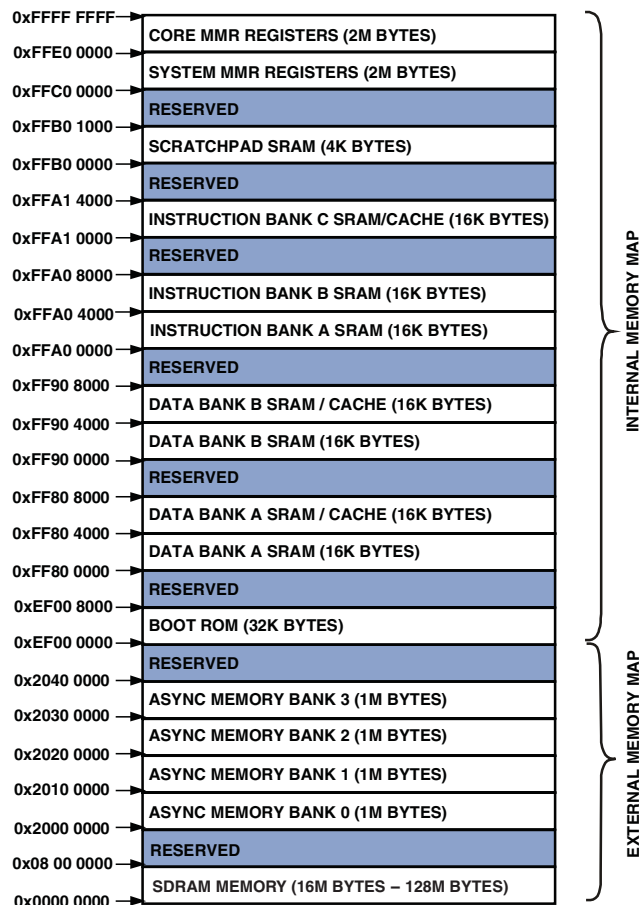 0xFFFF FFFF
CORE MMR REGISTERS (2M BYTES)
0xFFE0 0000
SYSTEM MMR REGISTERS (2M BYTES)
0xFFC0 0000
RESERVED
0xFFB0 1000
SCRATCHPAD SRAM (4K BYTES)
0xFFB0 0000
RESERVED
0xFFA1 4000
INSTRUCTION BANK C SRAM/CACHE (16K BYTES)
0xFFA1 0000
RESERVED
0xFFA0 8000
INSTRUCTION BANK B SRAM (16K BYTES)
0xFFA0 4000
INSTRUCTION BANK A SRAM (16K BYTES)
0xFFA0 0000
RESERVED
0xFF90 8000
DATA BANK B SRAM / CACHE (16K BYTES)
0xFF90 4000
DATA BANK B SRAM (16K BYTES)
0xFF90 0000
RESERVED
0xFF80 8000
DATA BANK A SRAM / CACHE (16K BYTES)
0xFF80 4000
DATA BANK A SRAM (16K BYTES)
0xFF80 0000
RESERVED
0xEF00 8000
BOOT ROM (32K BYTES)
0xEF00 0000
RESERVED
0x2040 0000
ASYNC MEMORY BANK 3 (1M BYTES)
0x2030 0000
ASYNC MEMORY BANK 2 (1M BYTES)
0x2020 0000
ASYNC MEMORY BANK 1 (1M BYTES)
0x2010 0000
ASYNC MEMORY BANK 0 (1M BYTES)
0x2000 0000
RESERVED
0x08 00 0000
SDRAM MEMORY (16M BYTES – 128M BYTES)
0x0000 0000
INTERNAL MEMORY MAP
EXTERNAL MEMORY MAP